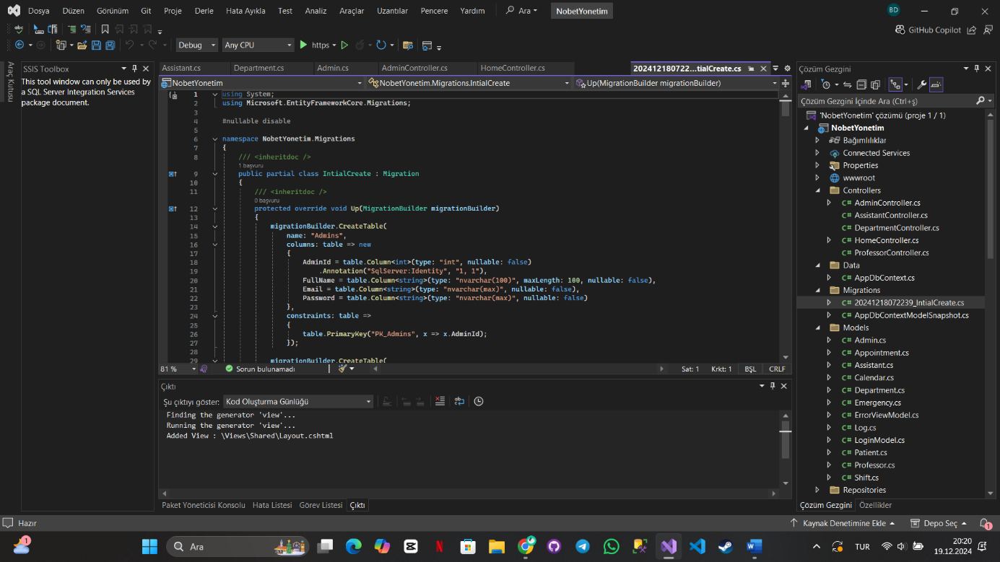 Dosya Düzen Görünüm Git Proje Derle Hata Ayıkla Test Analiz Araçlar Uzantılar Pencere Yardım Ara NobetYonetim BD
abc GitHub Copilot
Debug Any CPU https
Araç Kutusu
SSIS Toolbox
This tool window can only be used by
a SQL Server Integration Services
package document.
Assistant.cs Department.cs Admin.cs AdminController.cs HomeController.cs 202412180722...tialCreate.cs
NobetYonetim NobetYonetim.Migrations.IntialCreate Up(MigrationBuilder migrationBuilder)
1 using System;
2 using Microsoft.EntityFrameworkCore.Migrations;
3
4 #nullable disable
5
6 namespace NobetYonetim.Migrations
7 {
8 /// <inheritdoc />
1 başvuru
9 public partial class IntialCreate : Migration
10 {
11 /// <inheritdoc />
0 başvuru
12 protected override void Up(MigrationBuilder migrationBuilder)
13 {
14 migrationBuilder.CreateTable(
15 name: "Admins",
16 columns: table => new
17 {
18 AdminId = table.Column<int>(type: "int", nullable: false)
19 .Annotation("SqlServer:Identity", "1, 1"),
20 FullName = table.Column<string>(type: "nvarchar(100)", maxLength: 100, nullable: false),
21 Email = table.Column<string>(type: "nvarchar(max)", nullable: false),
22 Password = table.Column<string>(type: "nvarchar(max)", nullable: false)
23 },
24 constraints: table =>
25 {
26 table.PrimaryKey("PK_Admins", x => x.AdminId);
27 });
28
29 migrationBuilder.CreateTable(
81 % Sorun bulunamadı Sat: 1 Krkt: 1 BŞL CRLF
Çıktı
Şu çıktıyı göster: Kod Oluşturma Günlüğü
Finding the generator 'view'...
Running the generator 'view'...
Added View : \Views\Shared\Layout.cshtml
Paket Yöneticisi Konsolu Hata Listesi Görev Listesi Çıktı
Çözüm Gezgini
Çözüm Gezgini İçinde Ara (Ctrl+ş)
'NobetYonetim' çözümü (proje 1 / 1)
NobetYonetim
Bağımlılıklar
Connected Services
Properties
wwwroot
Controllers
C# AdminController.cs
C# AssistantController.cs
C# DepartmentController.cs
C# HomeController.cs
C# ProfessorController.cs
Data
C# AppDbContext.cs
Migrations
C# 20241218072239_IntialCreate.cs
C# AppDbContextModelSnapshot.cs
Models
C# Admin.cs
C# Appointment.cs
C# Assistant.cs
C# Calendar.cs
C# Department.cs
C# Emergency.cs
C# ErrorViewModel.cs
C# Log.cs
C# LoginModel.cs
C# Patient.cs
C# Professor.cs
C# Shift.cs
Repositories
Çözüm Gezgini Özellikler
Hazır Kaynak Denetimine Ekle Depo Seç 1
1 Ara TUR 20:20
19.12.2024